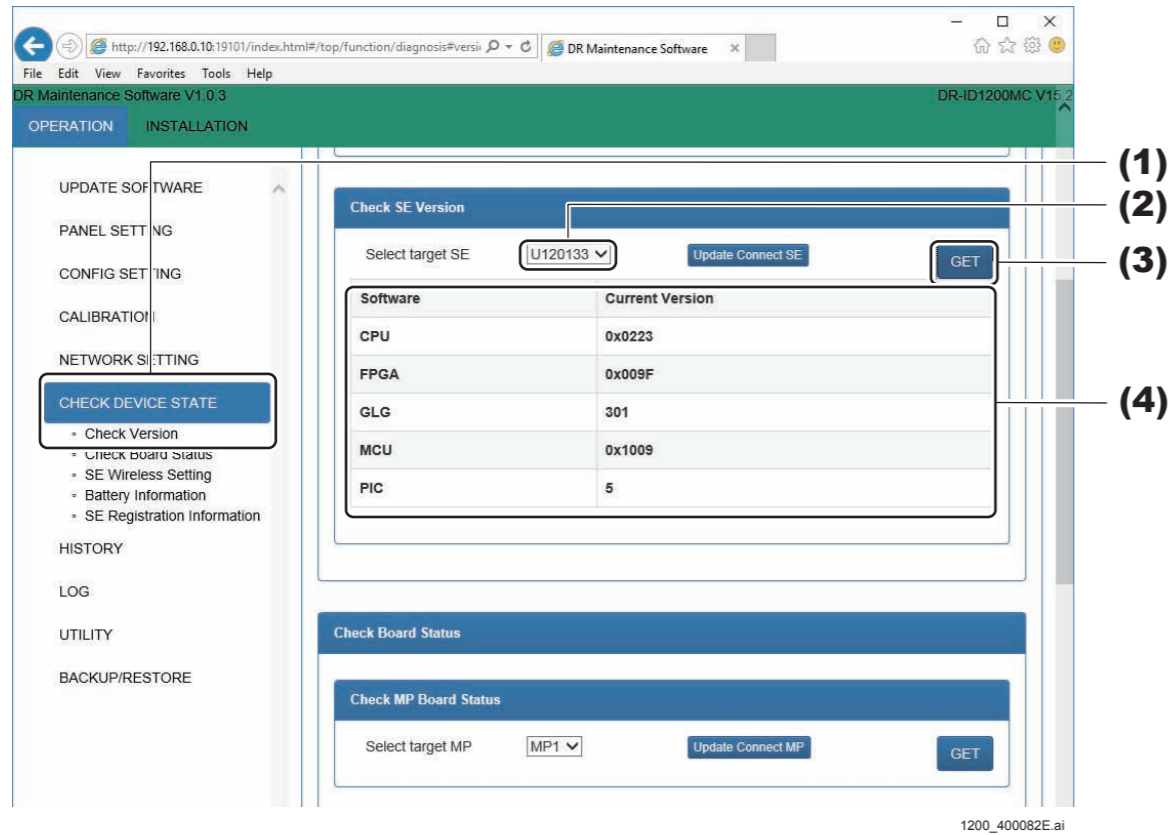 http://192.168.0.10:19101/index.html#/top/function/diagnosis#versi
DR Maintenance Software
File Edit View Favorites Tools Help
DR Maintenance Software V1.0.3
DR-ID1200MC V15.2
OPERATION
INSTALLATION
UPDATE SOFTWARE
PANEL SETTING
CONFIG SETTING
CALIBRATION
NETWORK SETTING
CHECK DEVICE STATE
Check Version
Check Board Status
SE Wireless Setting
Battery Information
SE Registration Information
HISTORY
LOG
UTILITY
BACKUP/RESTORE
Check SE Version
Select target SE U120133 Update Connect SE GET
Software Current Version
CPU 0x0223
FPGA 0x009F
GLG 301
MCU 0x1009
PIC 5
Check Board Status
Check MP Board Status
Select target MP MP1 Update Connect MP GET
(1)
(2)
(3)
(4)
1200_400082E.ai